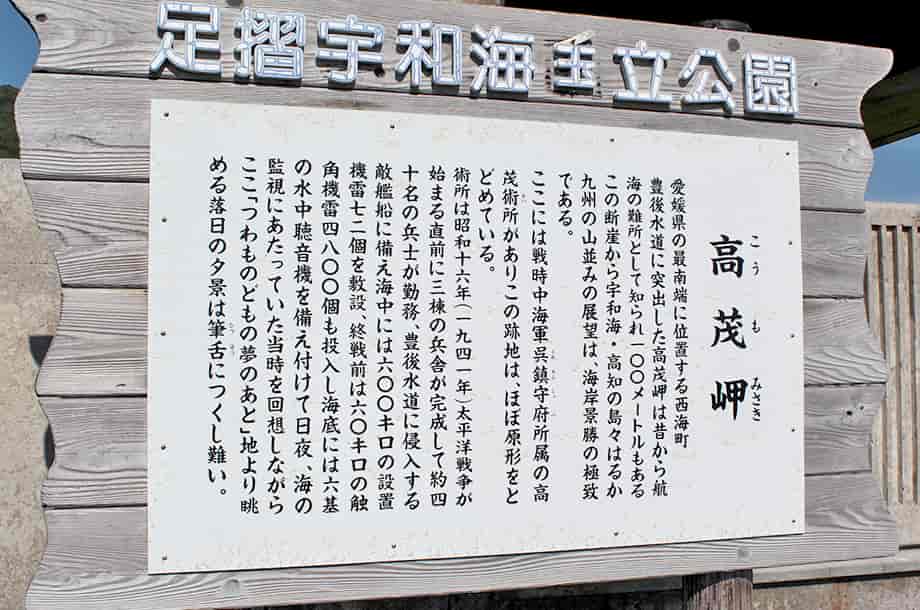 足摺宇和海国立公園
高茂岬
こうもみさき
愛媛県の最南端に位置する西海町
豊後水道に突出した高茂岬は昔から航
海の難所として知られ一〇〇メートルもある
この断崖から宇和海・高知の島々はるか
九州の山並みの展望は、海岸景勝の極致
である。
ここには戦時中海軍呉鎮守府所属の高
茂術所がありこの跡地は、ほぼ原形をと
どめている。
術所は昭和十六年(一九四一年)太平洋戦争が
始まる直前に三棟の兵舎が完成して約四
十名の兵士が勤務、豊後水道に侵入する
敵艦船に備え海中には六〇〇キロの設置
機雷七二個を敷設、終戦前は六〇キロの触
角機雷四八〇〇個も投入し海底には六基
の水中聴音機を備え付けて日夜、海の
監視にあたっていた当時を回想しながら
ここ「つわものどもの夢のあと」地より眺
める落日の夕景は筆舌につくし難い。